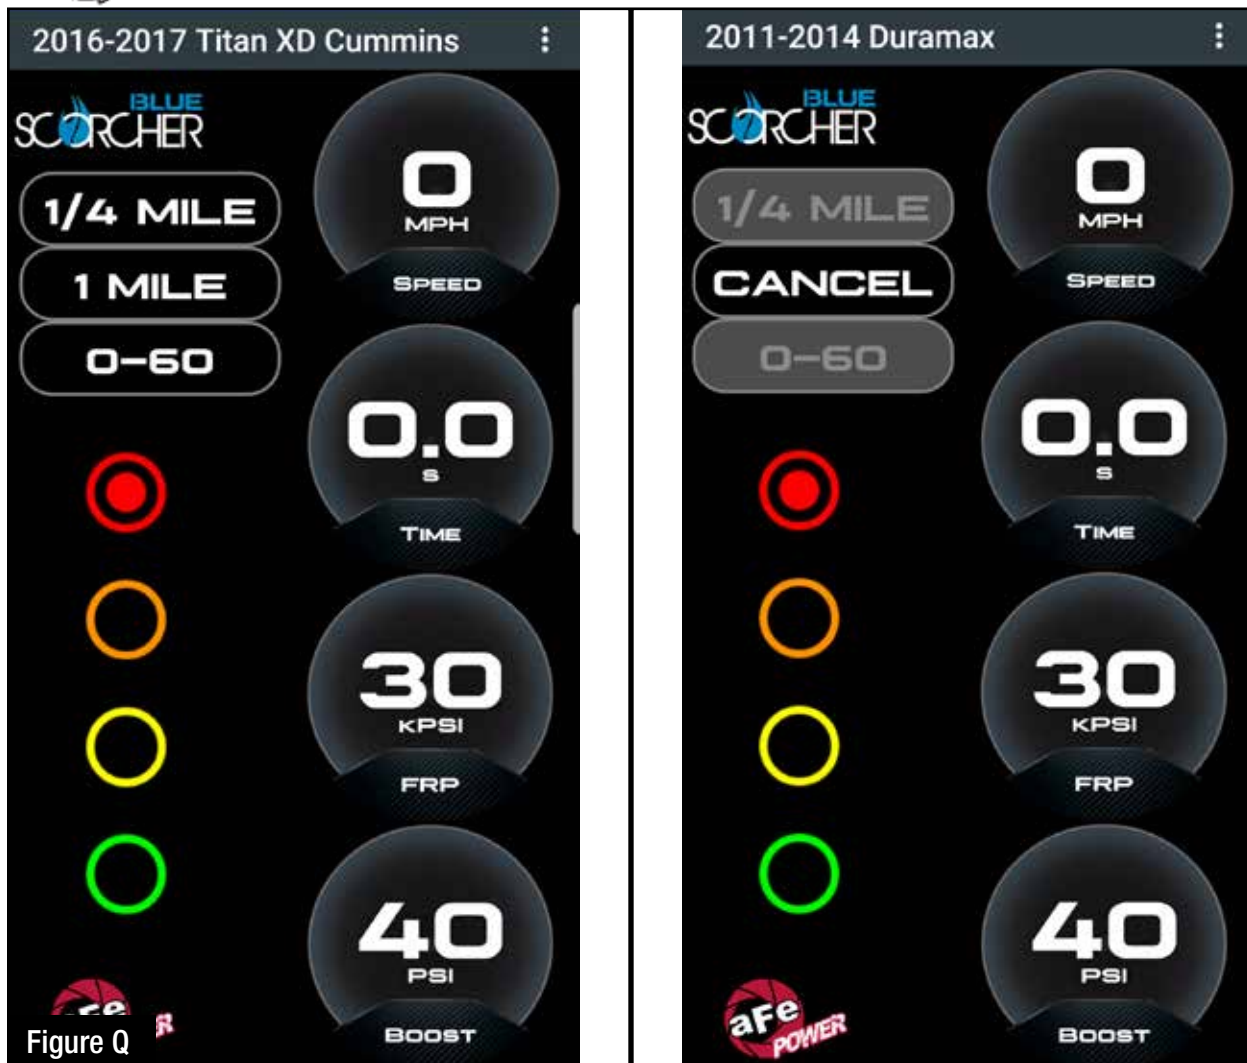 2016-2017 Titan XD Cummins
BLUE
SCORCHER
1/4 MILE
1 MILE
0-60
0
MPH
SPEED
0.0
S
TIME
30
KPSI
FRP
40
PSI
BOOST
aFe
Figure Q
2011-2014 Duramax
BLUE
SCORCHER
1/4 MILE
CANCEL
0-60
0
MPH
SPEED
0.0
S
TIME
30
KPSI
FRP
40
PSI
BOOST
aFe
POWER